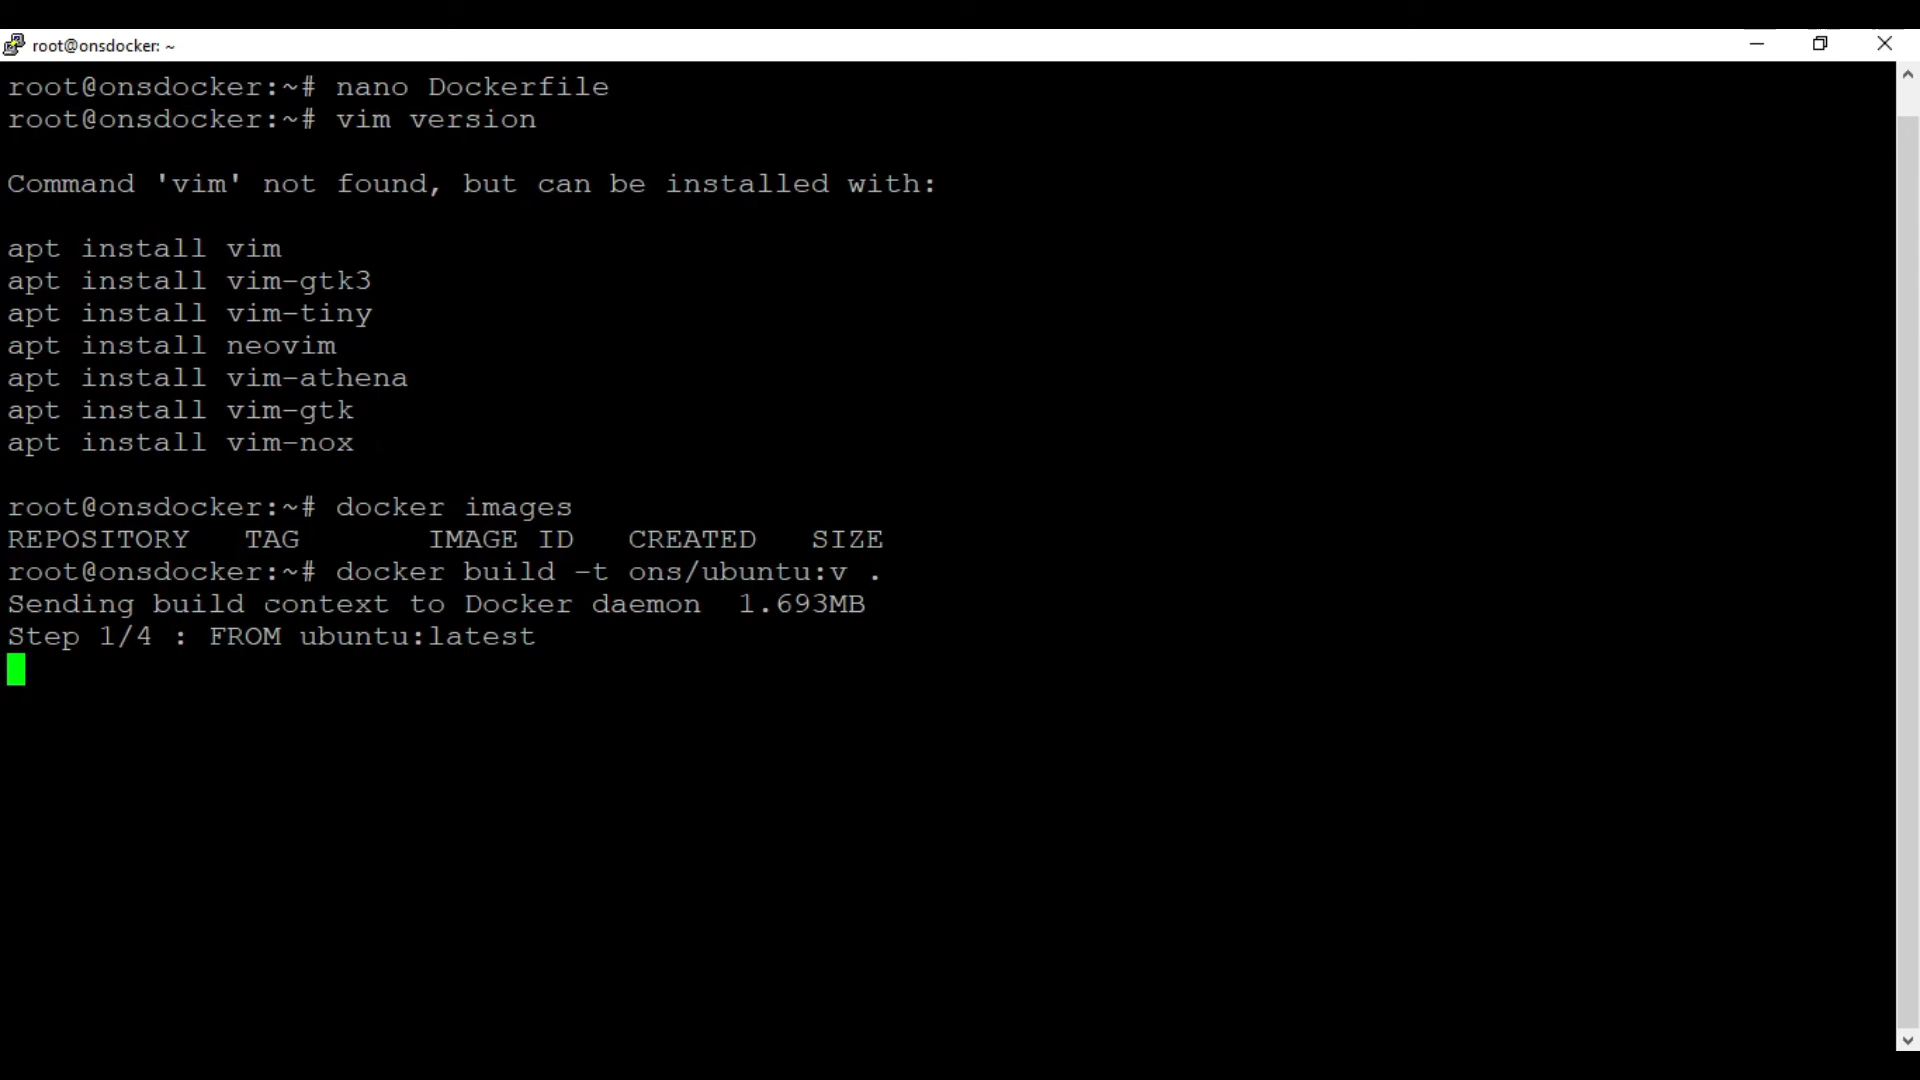 root@onsdocker: ~
root@onsdocker:~# nano Dockerfile
root@onsdocker:~# vim version
Command 'vim' not found, but can be installed with:
apt install vim
apt install vim-gtk3
apt install vim-tiny
apt install neovim
apt install vim-athena
apt install vim-gtk
apt install vim-nox
root@onsdocker:~# docker images
REPOSITORY   TAG       IMAGE ID   CREATED   SIZE
root@onsdocker:~# docker build -t ons/ubuntu:v .
Sending build context to Docker daemon  1.693MB
Step 1/4 : FROM ubuntu:latest